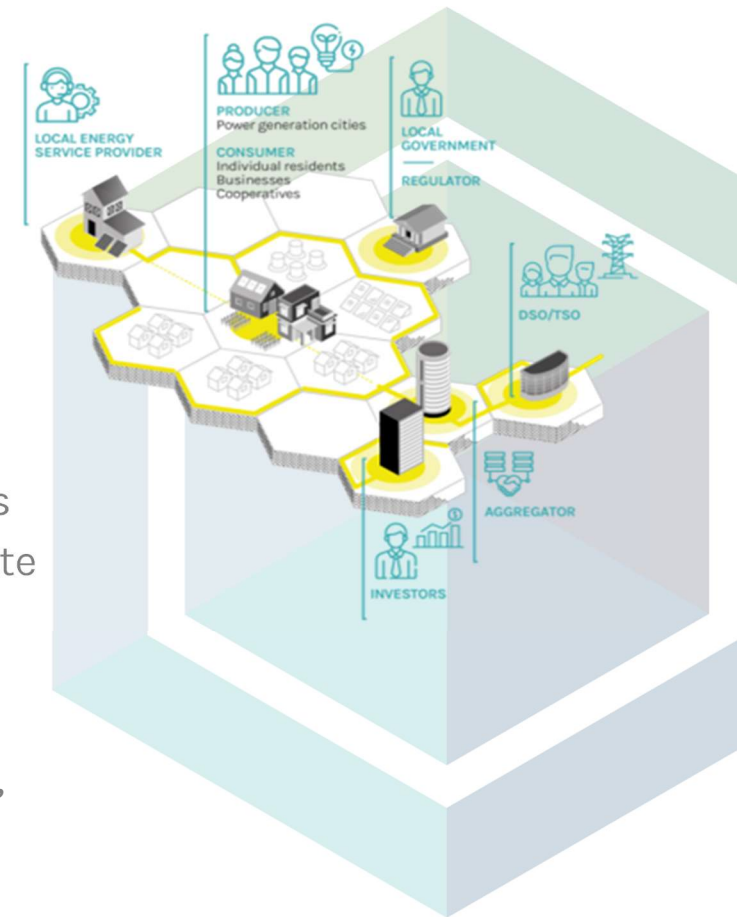 LOCAL ENERGY
SERVICE PROVIDER
PRODUCER
Power generation cities
CONSUMER
Individual residents
Businesses
Cooperatives
LOCAL
GOVERNMENT
REGULATOR
DSO/TSO
AGGREGATOR
INVESTORS
s
te
,